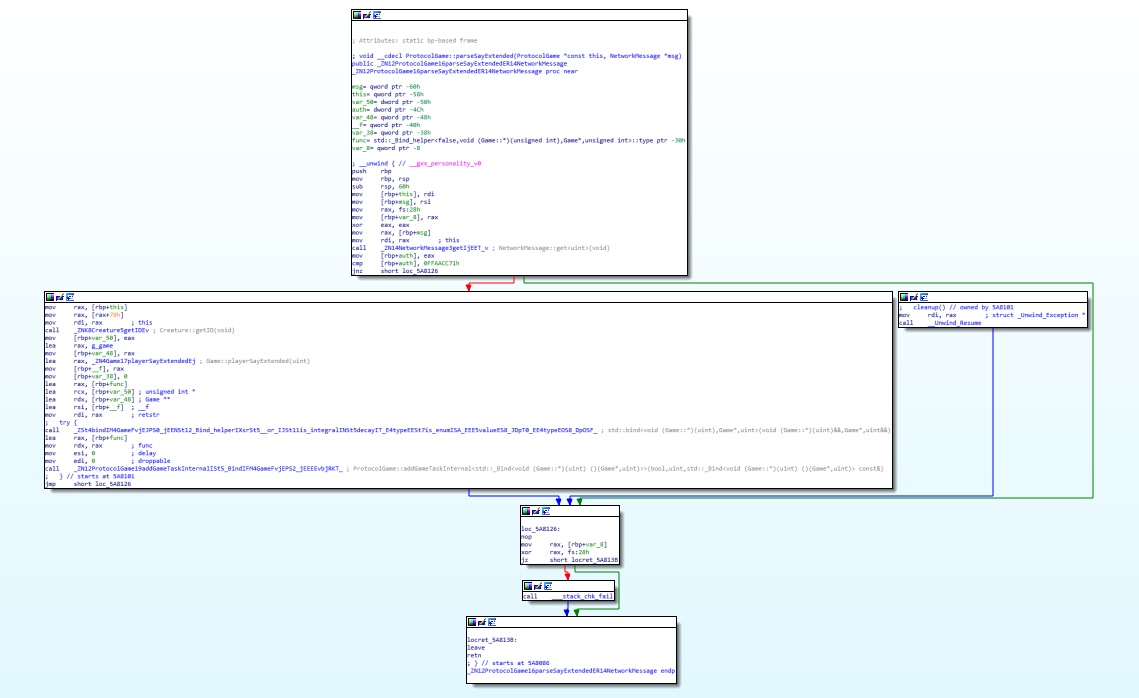 ; Attributes: static bp-based frame
; void __cdecl ProtocolGame::parseSayExtended(ProtocolGame *const this, NetworkMessage *msg)
public _ZN12ProtocolGame16parseSayExtendedER14NetworkMessage
_ZN12ProtocolGame16parseSayExtendedER14NetworkMessage proc near
msg= qword ptr -60h
this= qword ptr -58h
var_50= dword ptr -50h
auth= dword ptr -4Ch
var_48= qword ptr -48h
__f= qword ptr -40h
var_38= qword ptr -38h
func= std::_Bind_helper<false,void (Game::*)(unsigned int),Game*,unsigned int>::type ptr -30h
var_8= qword ptr -8
; __unwind { // __gxx_personality_v0
push rbp
mov rbp, rsp
sub rsp, 60h
mov [rbp+this], rdi
mov [rbp+msg], rsi
mov rax, fs:28h
mov [rbp+var_8], rax
xor eax, eax
mov rax, [rbp+msg]
mov rdi, rax ; this
call _ZN14NetworkMessage3getIjEET_v ; NetworkMessage::get<uint>(void)
mov [rbp+auth], eax
cmp [rbp+auth], 0FFAACC71h
jnz short loc_5A8126
mov rax, [rbp+this]
mov rax, [rax+78h]
mov rdi, rax ; this
call _ZNK8Creature5getIDEv ; Creature::getID(void)
mov [rbp+var_50], eax
lea rax, g_game
mov [rbp+var_48], rax
lea rax, _ZN4Game17playerSayExtendedEj ; Game::playerSayExtended(uint)
mov [rbp+__f], rax
mov [rbp+var_38], 0
lea rax, [rbp+func]
lea rcx, [rbp+var_50] ; unsigned int *
lea rdx, [rbp+var_48] ; Game **
lea rsi, [rbp+__f] ; __f
mov rdi, rax ; retstr
; try {
call _ZSt4bindIM4GameFvjEJPS0_jEENSt12_Bind_helperIXsrSt5__or_IJSt11is_integralINSt5decayIT_E4typeEESt7is_enumISA_EEE5valueES8_JDpT0_EE4typeEOS8_DpOSF_ ; std::bind<void (Game::*)(uint),Game*,uint>(void (Game::*)(uint)&&,Game*,uint&&)
lea rax, [rbp+func]
mov rdx, rax ; func
mov esi, 0 ; delay
mov edi, 0 ; droppable
call _ZN12ProtocolGame19addGameTaskInternalISt5_BindIFM4GameFvjEPS2_jEEEEvbjRKT_ ; ProtocolGame::addGameTaskInternal<std::_Bind<void (Game::*)(uint) ()(Game*,uint)>>(bool,uint,std::_Bind<void (Game::*)(uint) ()(Game*,uint)> const&)
; } // starts at 5A8101
jmp short loc_5A8126
; cleanup() // owned by 5A8101
mov rdi, rax ; struct _Unwind_Exception *
call __Unwind_Resume
loc_5A8126:
nop
mov rax, [rbp+var_8]
xor rax, fs:28h
jz short locret_5A813B
call ___stack_chk_fail
locret_5A813B:
leave
retn
; } // starts at 5A8086
_ZN12ProtocolGame16parseSayExtendedER14NetworkMessage endp